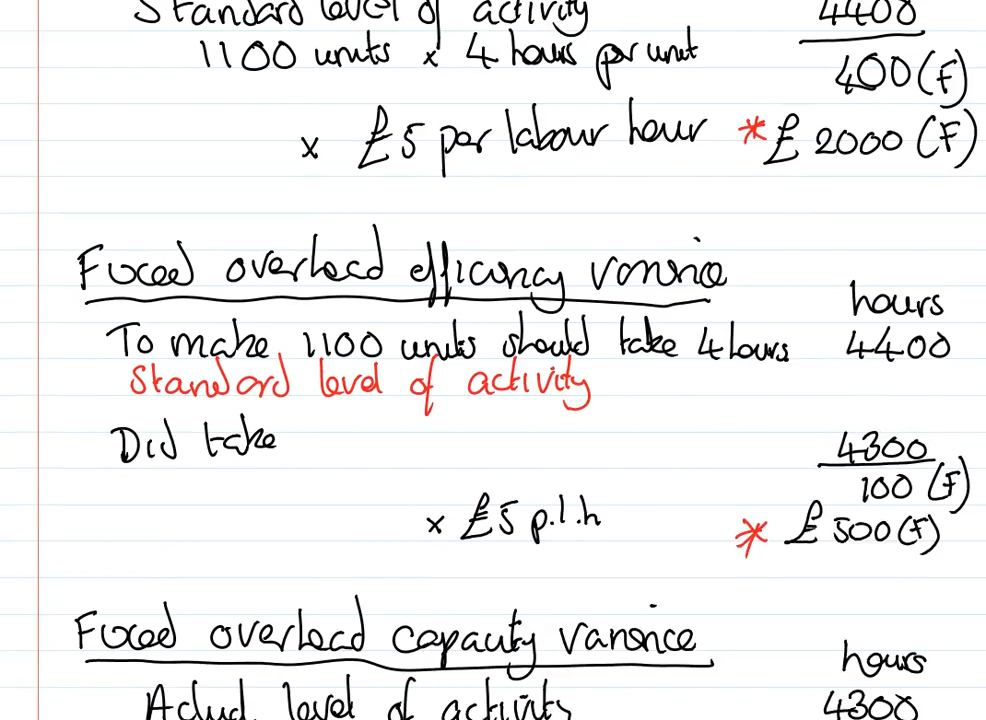 Standard level of activity 4400
1100 units x 4 hours per unit 400 (F)
x £5 per labour hour *£ 2000 (F)
Fixed overhead efficiency variance
hours
To make 1100 units should take 4 hours 4400
Standard level of activity
Did take 4300
100 (F)
x £5 p.l.h * £ 500 (F)
Fixed overhead capacity variance
hours
Actual level of activity 4300